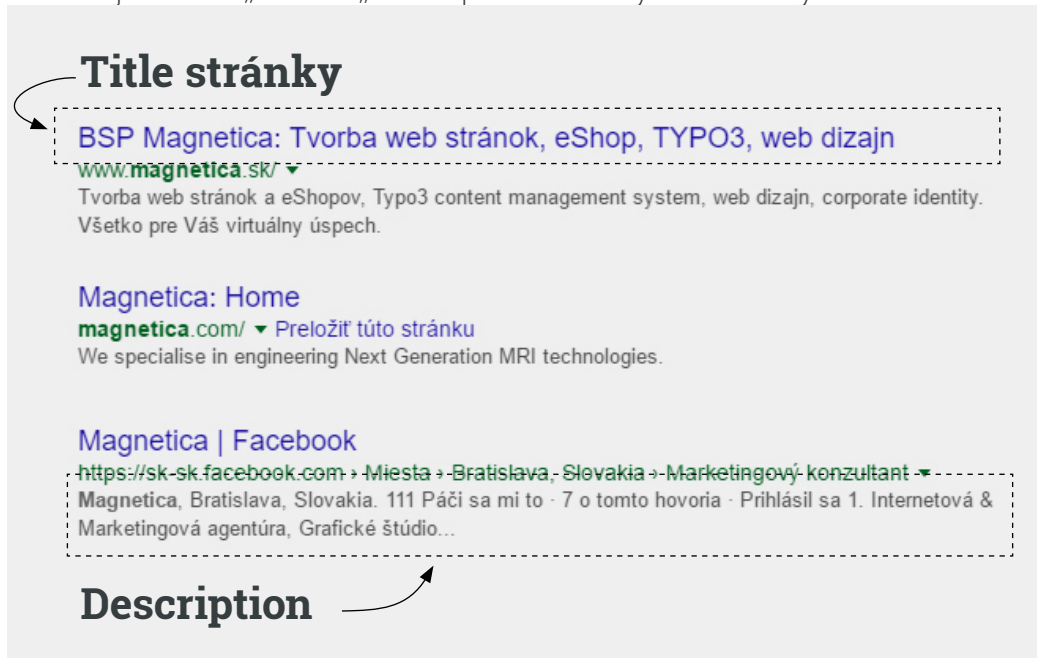 Title stránky
BSP Magnetica: Tvorba web stránok, eShop, TYPO3, web dizajn
www.magnetica.sk/
Tvorba web stránok a eShopov, Typo3 content management system, web dizajn, corporate identity.
Všetko pre Váš virtuálny úspech.
Magnetica: Home
magnetica.com/ Preložiť túto stránku
We specialise in engineering Next Generation MRI technologies.
Magnetica | Facebook
https://sk-sk.facebook.com › Miesta › Bratislava, Slovakia › Marketingový konzultant
Magnetica, Bratislava, Slovakia. 111 Páči sa mi to · 7 o tomto hovoria · Prihlásil sa 1. Internetová &
Marketingová agentúra, Grafické štúdio...
Description